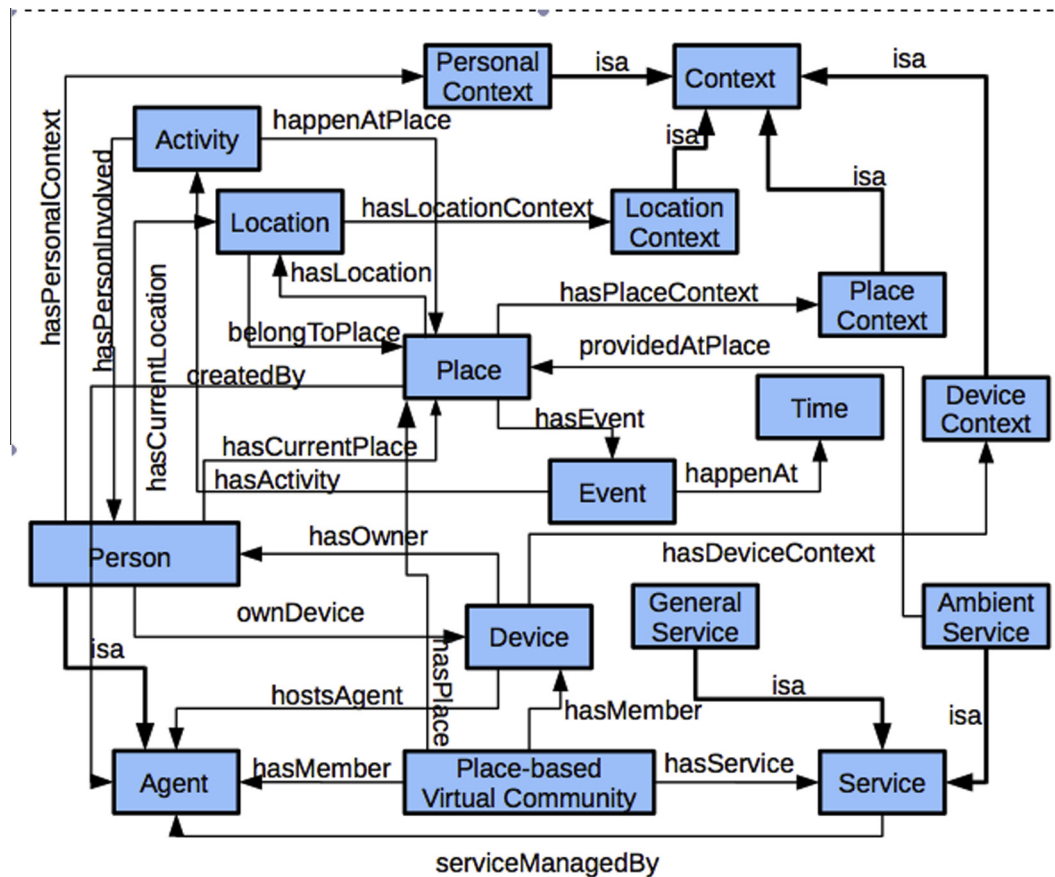 Personal
Context
isa
Context
isa
Activity
happenAtPlace
isa
hasPersonalContext
hasPersonInvolved
Location
hasLocationContext
Location
Context
isa
hasCurrentLocation
hasLocation
hasPlaceContext
Place
Context
belongToPlace
createdBy
Place
providedAtPlace
hasEvent
Time
Device
Context
hasCurrentPlace
hasActivity
Event
happenAt
Person
hasOwner
hasDeviceContext
ownDevice
Device
General
Service
Ambient
Service
isa
hasPlace
hostsAgent
hasMember
isa
isa
Agent
hasMember
Place-based
Virtual Community
hasService
Service
serviceManagedBy